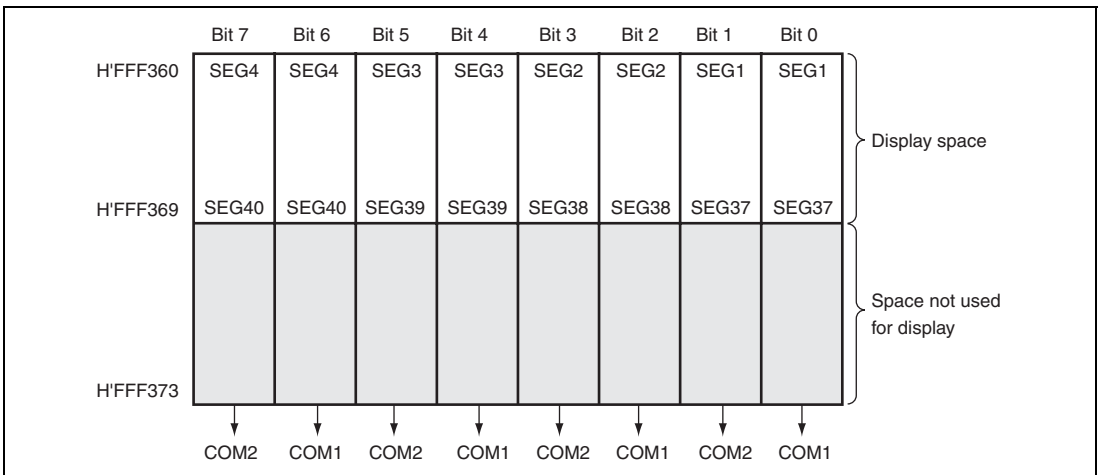 Bit 7 Bit 6 Bit 5 Bit 4 Bit 3 Bit 2 Bit 1 Bit 0
H'FFF360 SEG4 SEG4 SEG3 SEG3 SEG2 SEG2 SEG1 SEG1
Display space
H'FFF369 SEG40 SEG40 SEG39 SEG39 SEG38 SEG38 SEG37 SEG37
Space not used
for display
H'FFF373
COM2 COM1 COM2 COM1 COM2 COM1 COM2 COM1